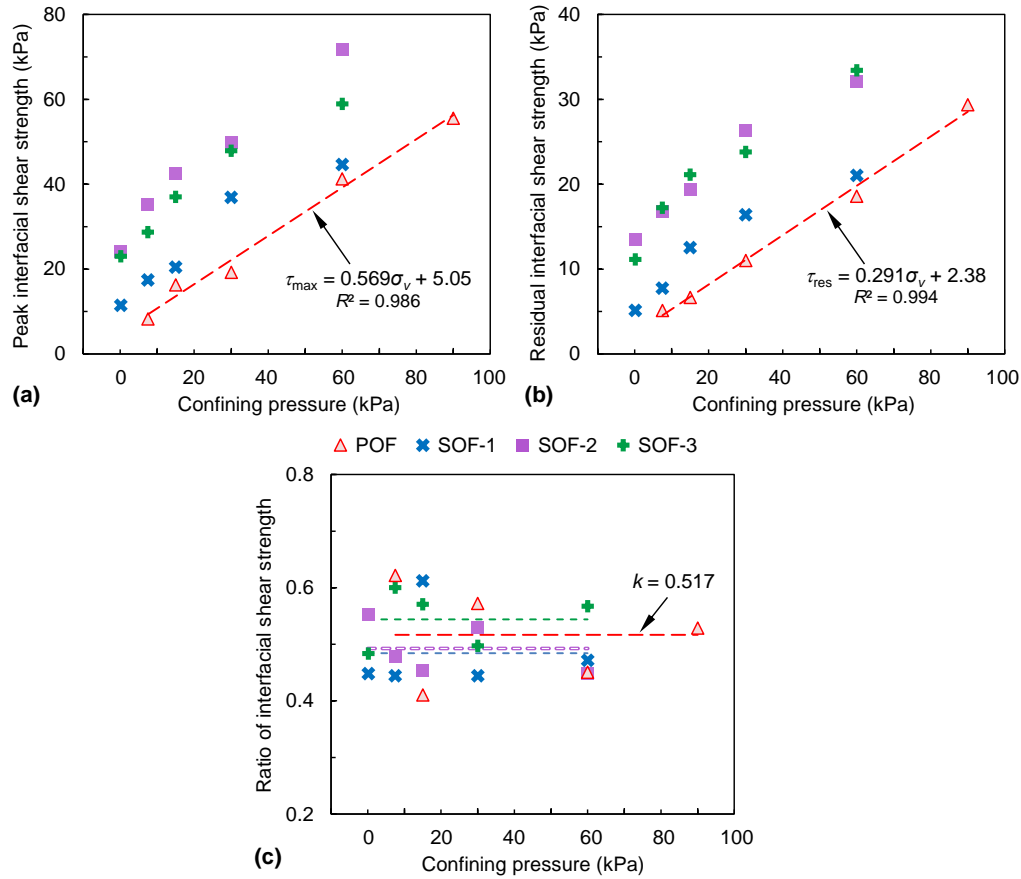 80
60
40
20
0
Peak interfacial shear strength (kPa)
τmax = 0.569σv + 5.05
R² = 0.986
0 20 40 60 80 100
Confining pressure (kPa)
(a)
40
30
20
10
0
Residual interfacial shear strength (kPa)
τres = 0.291σv + 2.38
R² = 0.994
0 20 40 60 80 100
Confining pressure (kPa)
(b)
POF SOF-1 SOF-2 SOF-3
0.8
0.6
0.4
0.2
Ratio of interfacial shear strength
k = 0.517
0 20 40 60 80 100
Confining pressure (kPa)
(c)